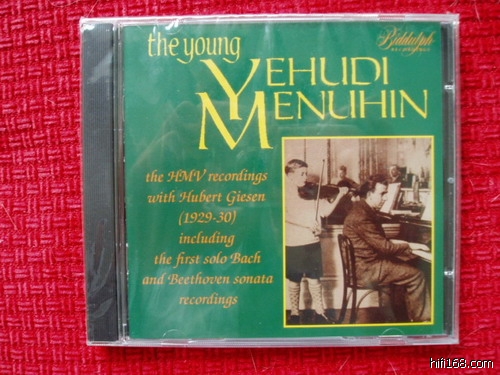 the young
Biddulph
RECORDINGS
YEHUDI
MENUHIN
the HMV recordings
with Hubert Giesen
(1929-30)
including
the first solo Bach
and Beethoven sonata
recordings
hifi168.com